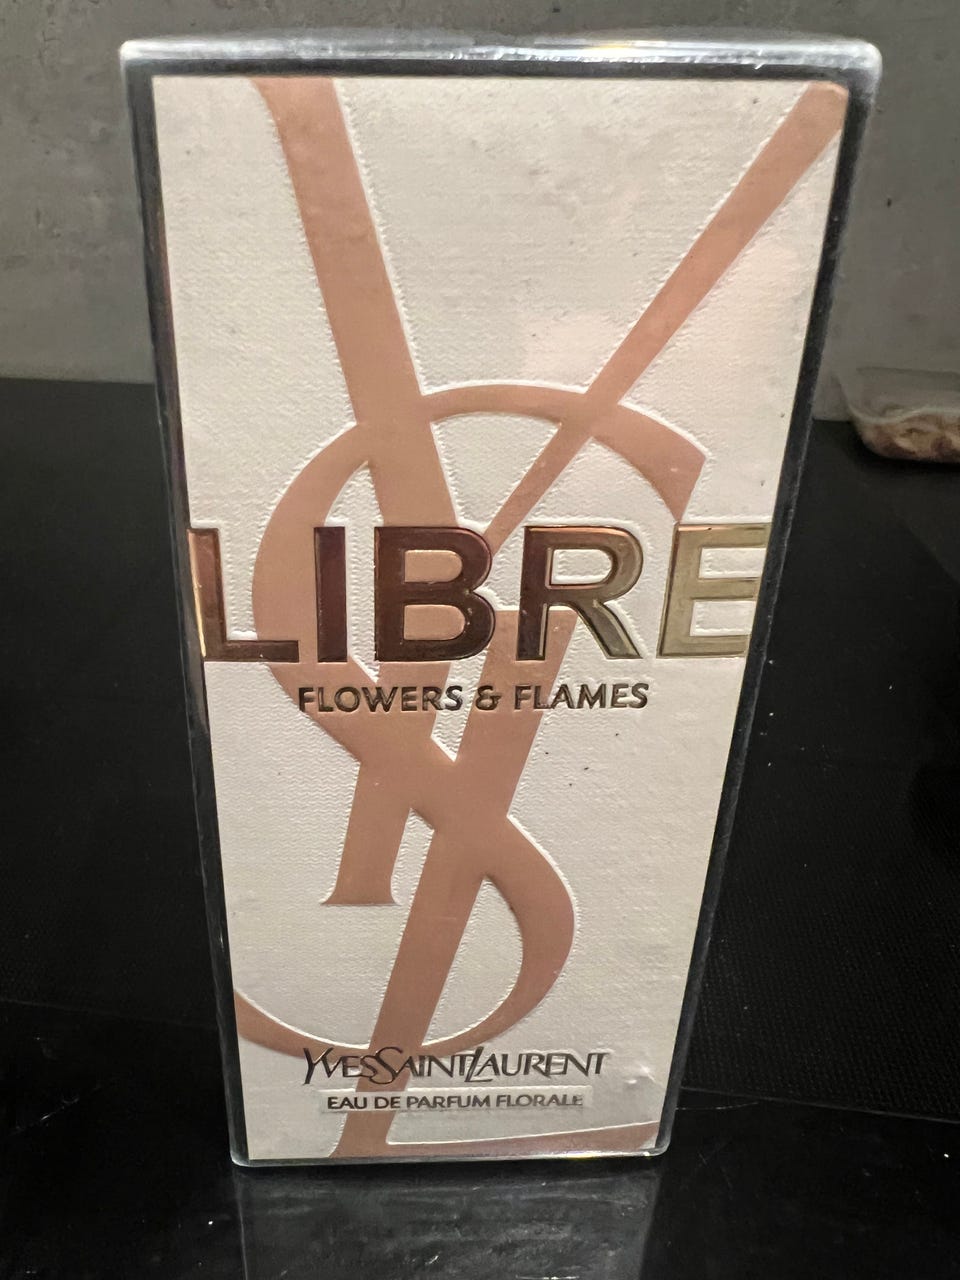 LIBRE
FLOWERS & FLAMES
YVESSAINTLAURENT
EAU DE PARFUM FLORALE